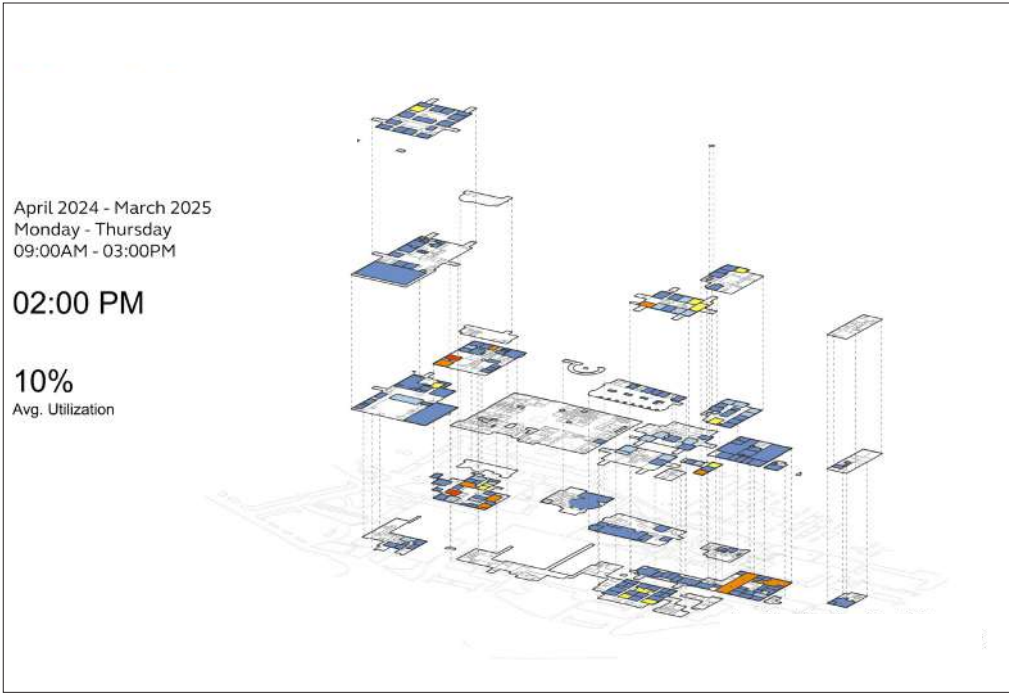 April 2024 - March 2025
Monday - Thursday
09:00AM - 03:00PM
02:00 PM
10%
Avg. Utilization